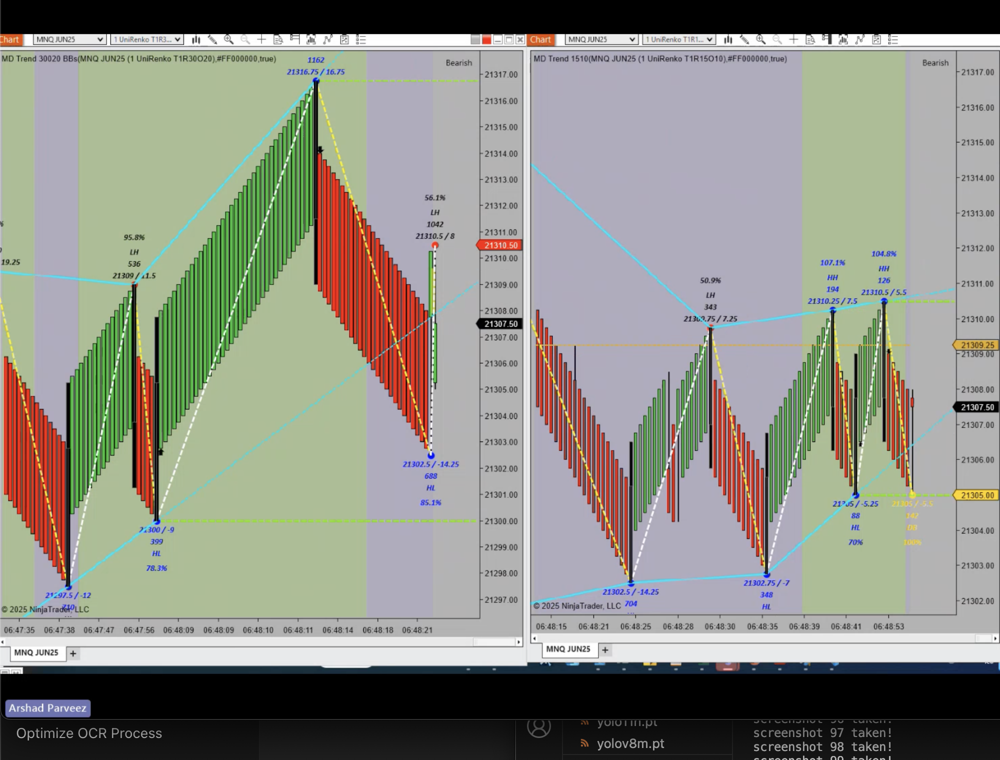 Chart
MNQ JUN25
1 UniRenko T1R3...
MD Trend 30020 BBs(MNQ JUN25 (1 UniRenko T1R30O20),#FF000000,true)
Bearish
1162
21316.75 / 16.75
19.25
95.8%
LH
536
21309 / 11.5
56.1%
LH
1042
21310.5 / 8
21302.5 / -14.25
688
HL
85.1%
21300 / -9
399
HL
78.3%
21297.5 / -12
© 2025 NinjaTrader, LLC
21317.00
21316.00
21315.00
21314.00
21313.00
21312.00
21311.00
21310.50
21310.00
21309.00
21308.00
21307.50
21306.00
21305.00
21304.00
21303.00
21302.00
21301.00
21300.00
21299.00
21298.00
21297.00
06:47:35 06:47:38 06:47:47 06:47:56 06:48:09 06:48:09 06:48:10 06:48:11 06:48:14 06:48:18 06:48:21
MNQ JUN25 +
Chart
MNQ JUN25
1 UniRenko T1R1...
MD Trend 1510(MNQ JUN25 (1 UniRenko T1R15O10),#FF000000,true)
Bearish
50.9%
LH
343
21309.75 / 7.25
107.1%
HH
194
21310.25 / 7.5
104.8%
HH
126
21310.5 / 5.5
21302.5 / -14.25
704
21302.75 / -7
348
HL
21305 / -5.25
88
HL
70%
21305 / -5.5
142
DB
100%
© 2025 NinjaTrader, LLC
21317.00
21316.00
21315.00
21314.00
21313.00
21312.00
21311.00
21310.00
21309.25
21309.00
21308.00
21307.50
21306.00
21305.00
21304.00
21303.00
21302.00
06:48:15 06:48:21 06:48:25 06:48:28 06:48:30 06:48:35 06:48:39 06:48:41 06:48:53
MNQ JUN25 +
Arshad Parveez
Optimize OCR Process
yolo11n.pt
yolov8m.pt
screenshot 97 taken!
screenshot 98 taken!